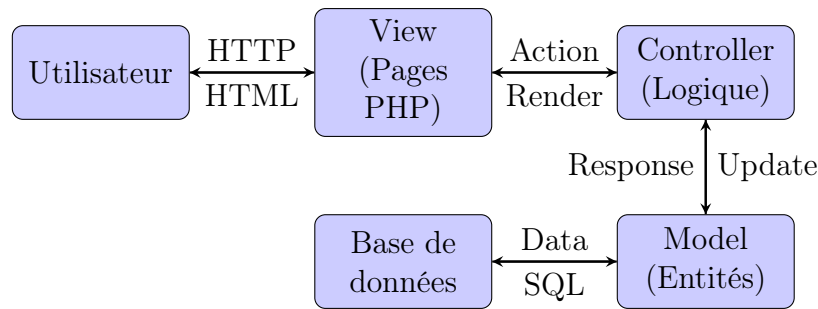 Utilisateur
HTTP
HTML
View
(Pages
PHP)
Action
Render
Controller
(Logique)
Response
Update
Base de
données
Data
SQL
Model
(Entités)